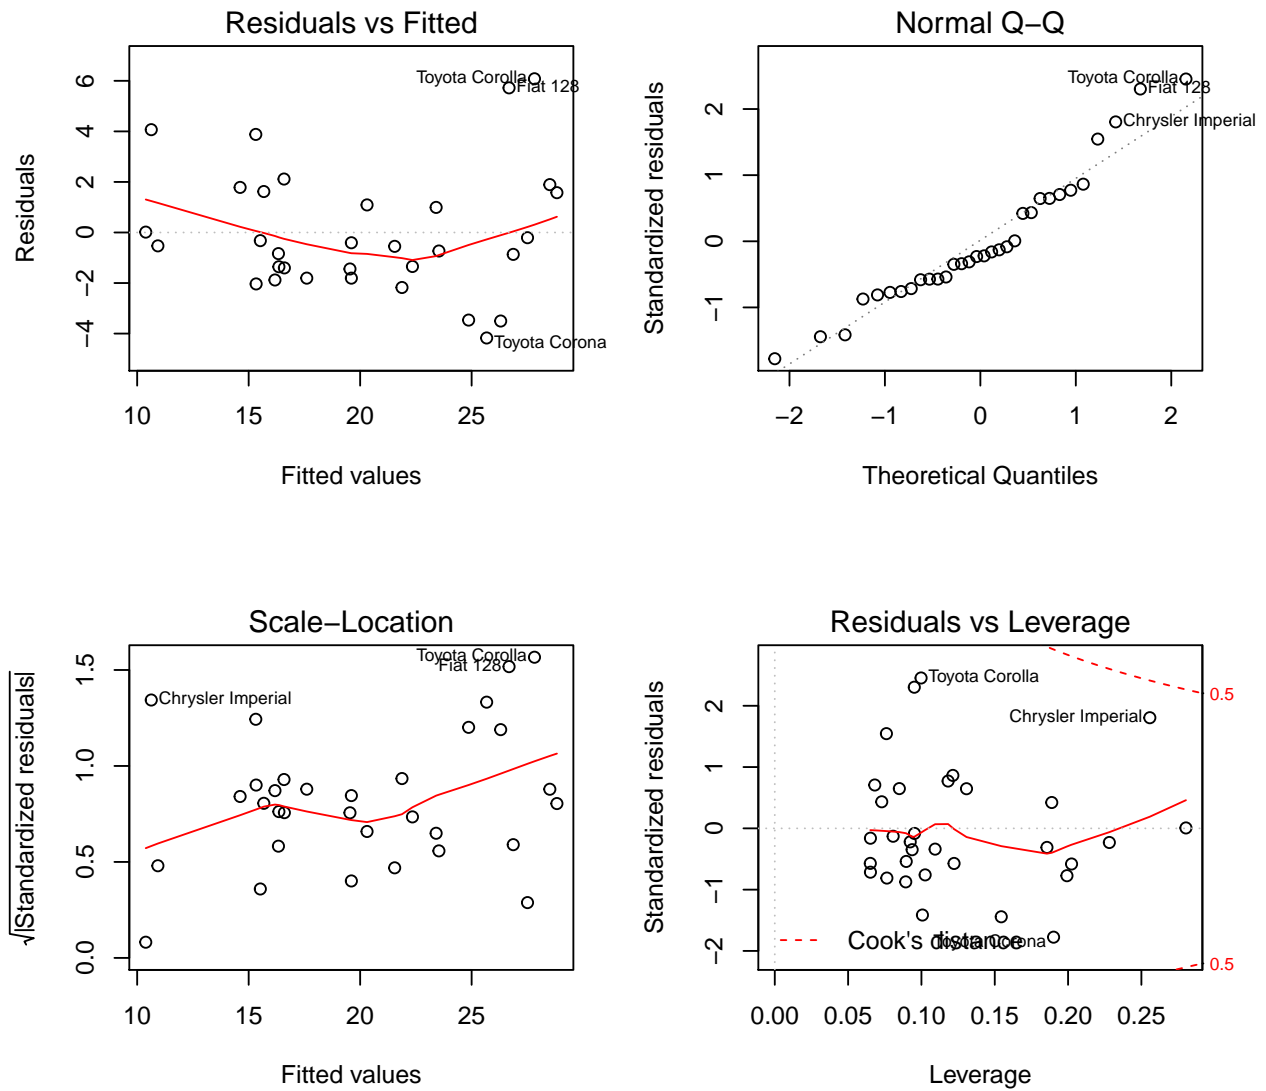 Residuals vs Fitted
Residuals
6
4
2
0
−2
−4
Toyota Corolla
Fiat 128
Toyota Corona
10 15 20 25
Fitted values
Normal Q−Q
Standardized residuals
2
1
0
−1
Toyota Corolla
Fiat 128
Chrysler Imperial
−2 −1 0 1 2
Theoretical Quantiles
Scale−Location
√|Standardized residuals|
1.5
1.0
0.5
0.0
Toyota Corolla
Fiat 128
Chrysler Imperial
10 15 20 25
Fitted values
Residuals vs Leverage
Standardized residuals
2
1
0
−1
−2
Toyota Corolla
0.5
Chrysler Imperial
Cook's distance
Toyota Corona
0.5
0.00 0.05 0.10 0.15 0.20 0.25
Leverage